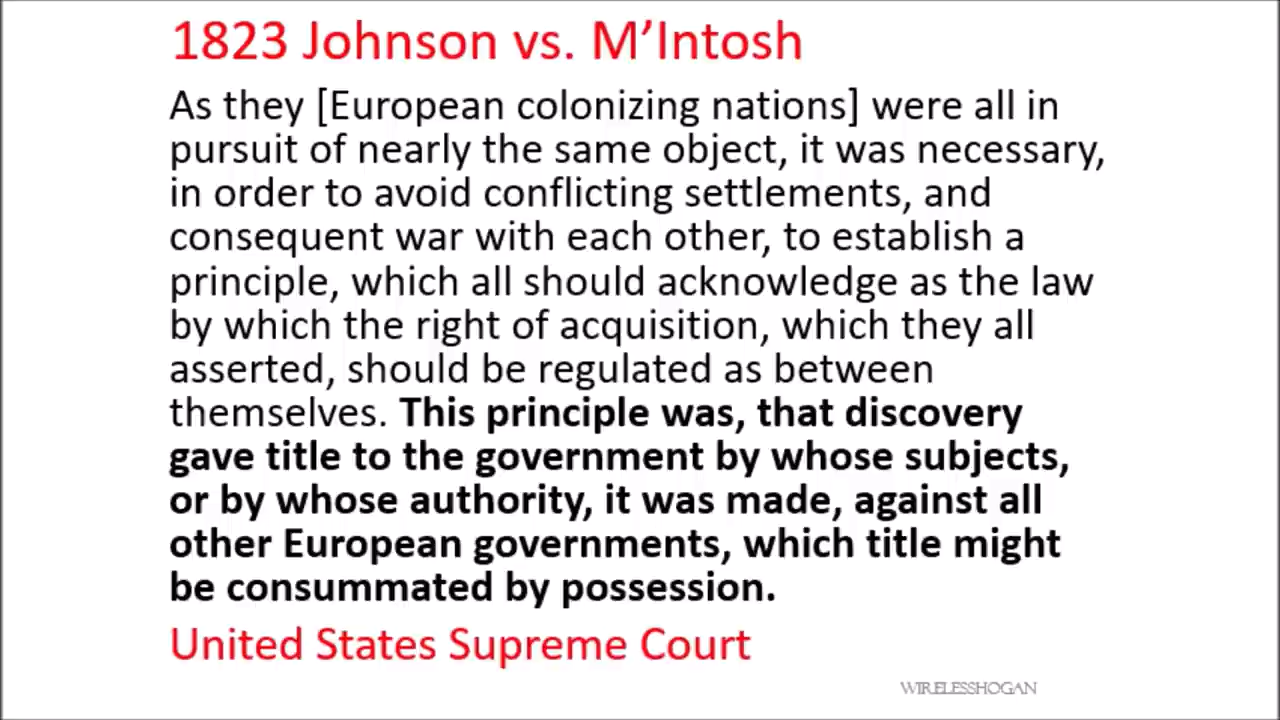 1823 Johnson vs. M’Intosh
As they [European colonizing nations] were all in
pursuit of nearly the same object, it was necessary,
in order to avoid conflicting settlements, and
consequent war with each other, to establish a
principle, which all should acknowledge as the law
by which the right of acquisition, which they all
asserted, should be regulated as between
themselves. This principle was, that discovery
gave title to the government by whose subjects,
or by whose authority, it was made, against all
other European governments, which title might
be consummated by possession.
United States Supreme Court
WIRELESSHOGAN